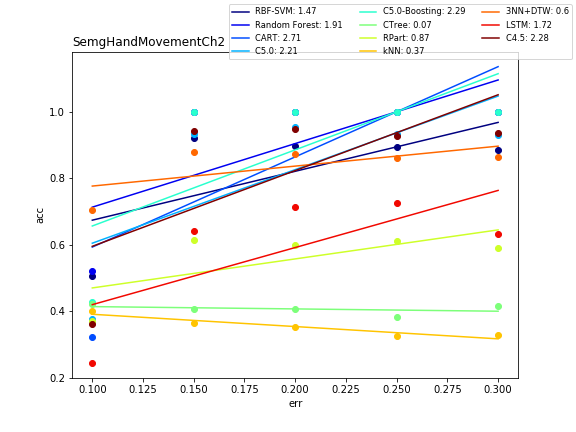 RBF-SVM: 1.47
Random Forest: 1.91
CART: 2.71
C5.0: 2.21
C5.0-Boosting: 2.29
CTree: 0.07
RPart: 0.87
kNN: 0.37
3NN+DTW: 0.6
LSTM: 1.72
C4.5: 2.28
SemgHandMovementCh2
1.0
0.8
0.6
0.4
0.2
acc
0.100 0.125 0.150 0.175 0.200 0.225 0.250 0.275 0.300
err